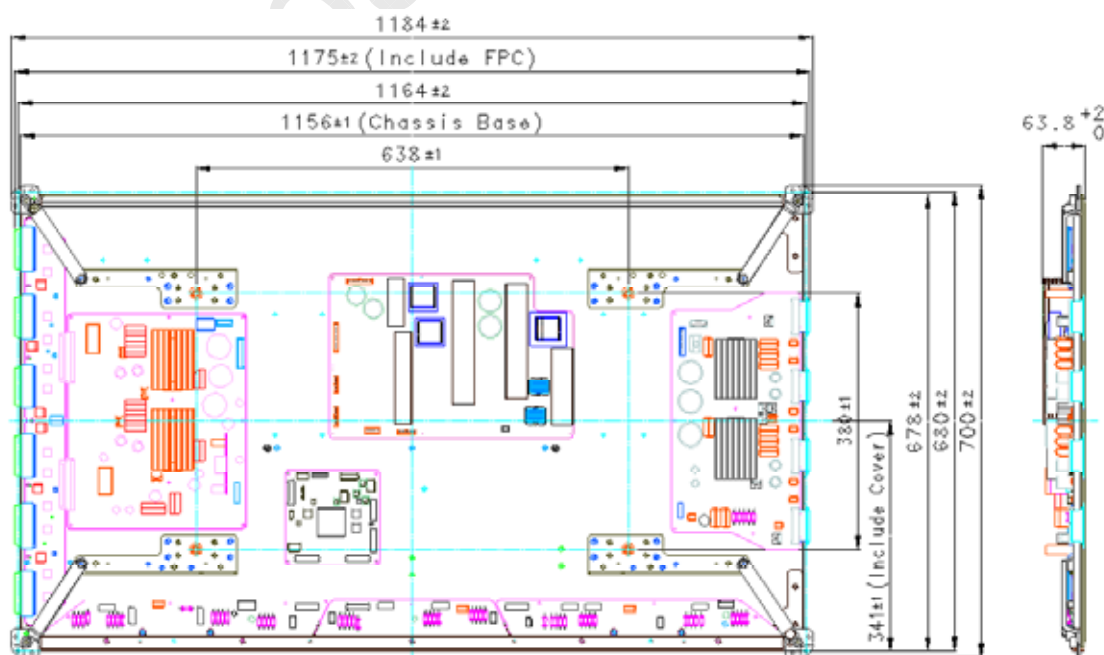 1184±2
1175±2 (Include FPC)
1164±2
1156±1 (Chassis Base)
638±1
63.8 +2 0
380±1
341±1 (Include Cover)
678±2
680±2
700±2